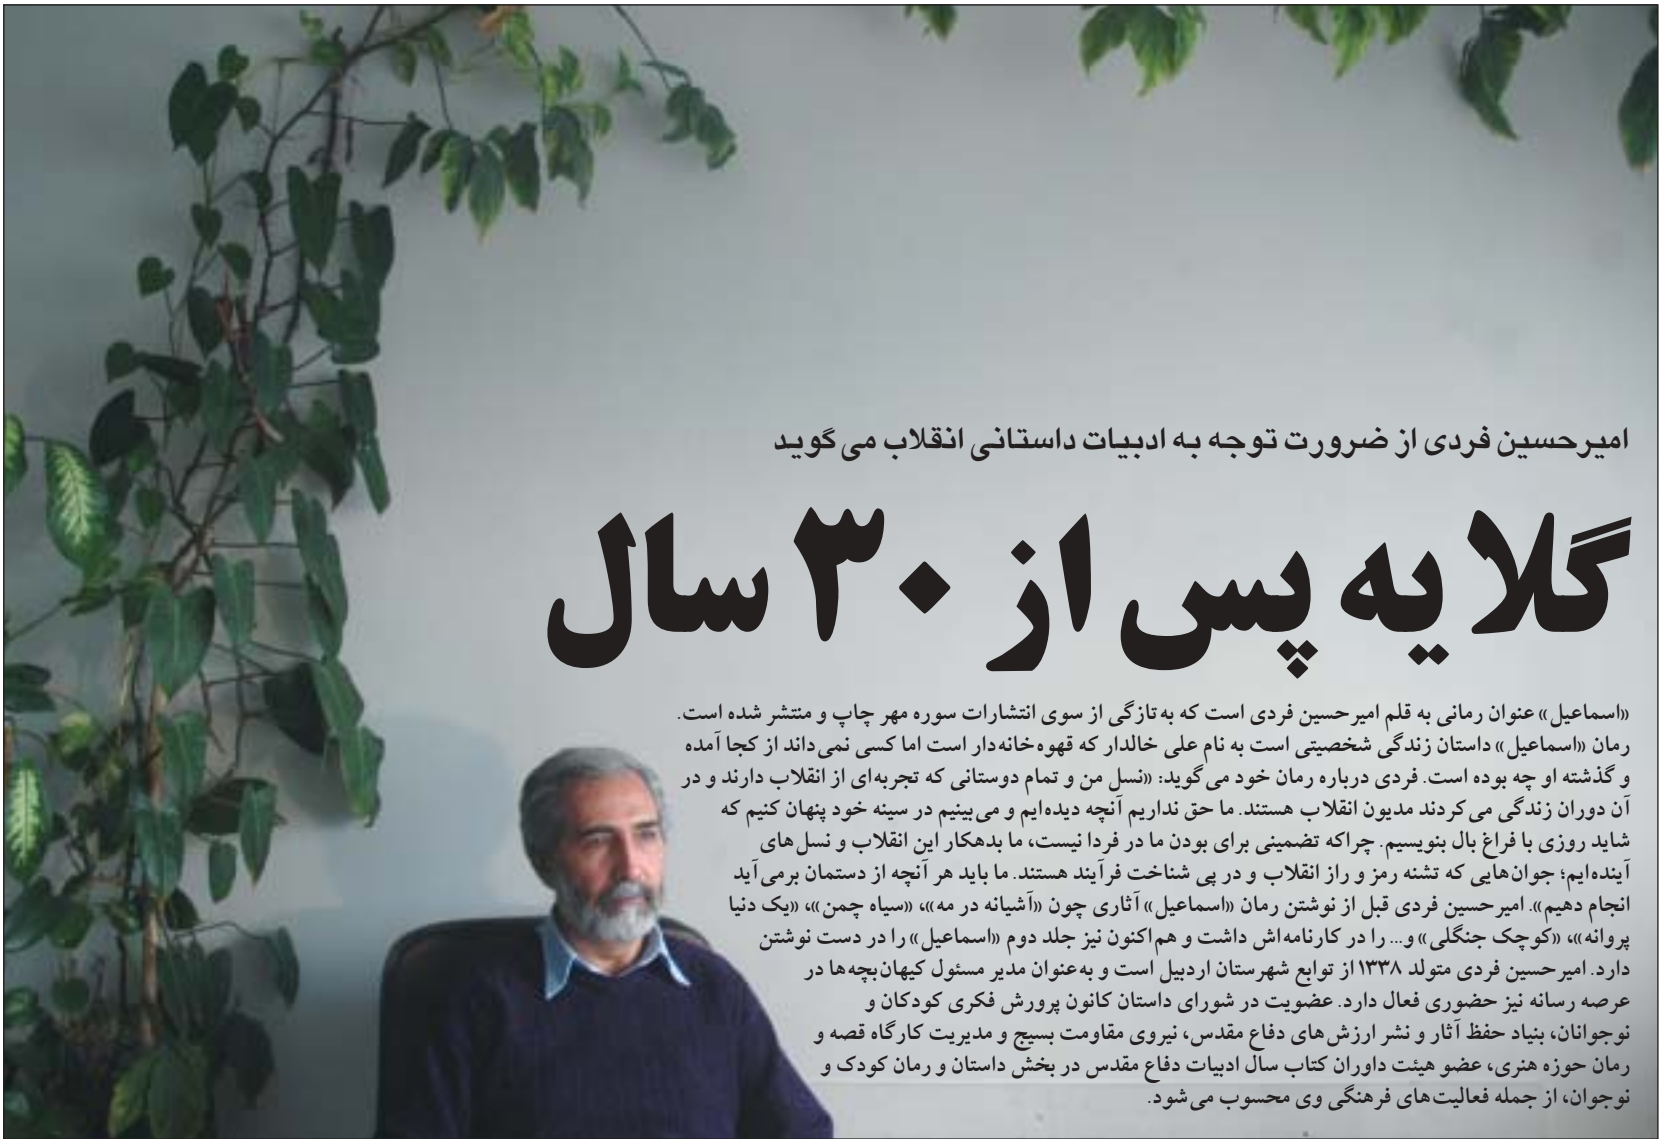 امیرحسین فردی از ضرورت توجه به ادبیات داستانی انقلاب می‌گوید
گلایه پس از ۳۰ سال
«اسماعیل» عنوان رمانی به قلم امیرحسین فردی است که به‌تازگی از سوی انتشارات سوره مهر چاپ و منتشر شده است.
رمان «اسماعیل» داستان زندگی شخصیتی است به نام علی خالدار که قهوه‌خانه‌دار است اما کسی نمی‌داند از کجا آمده
و گذشته او چه بوده است. فردی درباره رمان خود می‌گوید: «نسل من و تمام دوستانی که تجربه‌ای از انقلاب دارند و در
آن دوران زندگی می‌کردند مدیون انقلاب هستند. ما حق نداریم آنچه دیده‌ایم و می‌بینیم در سینه خود پنهان کنیم که
شاید روزی با فراغ بال بنویسیم. چراکه تضمینی برای بودن ما در فردا نیست، ما بدهکار این انقلاب و نسل‌های
آینده‌ایم؛ جوان‌هایی که تشنه رمز و راز انقلاب و در پی شناخت فرآیند هستند. ما باید هر آنچه از دستمان برمی‌آید
انجام دهیم». امیرحسین فردی قبل از نوشتن رمان «اسماعیل» آثاری چون «آشیانه در مه»، «سیاه چمن»، «یک دنیا
پروانه»، «کوچک جنگلی» و... را در کارنامه‌اش داشت و هم‌اکنون نیز جلد دوم «اسماعیل» را در دست نوشتن
دارد. امیرحسین فردی متولد ۱۳۳۸ از توابع شهرستان اردبیل است و به‌عنوان مدیر مسئول کیهان‌بچه‌ها در
عرصه رسانه نیز حضوری فعال دارد. عضویت در شورای داستان کانون پرورش فکری کودکان و
نوجوانان، بنیاد حفظ آثار و نشر ارزش‌های دفاع مقدس، نیروی مقاومت بسیج و مدیریت کارگاه قصه و
رمان حوزه هنری، عضو هیئت داوران کتاب سال ادبیات دفاع مقدس در بخش داستان و رمان کودک و
نوجوان، از جمله فعالیت‌های فرهنگی وی محسوب می‌شود.